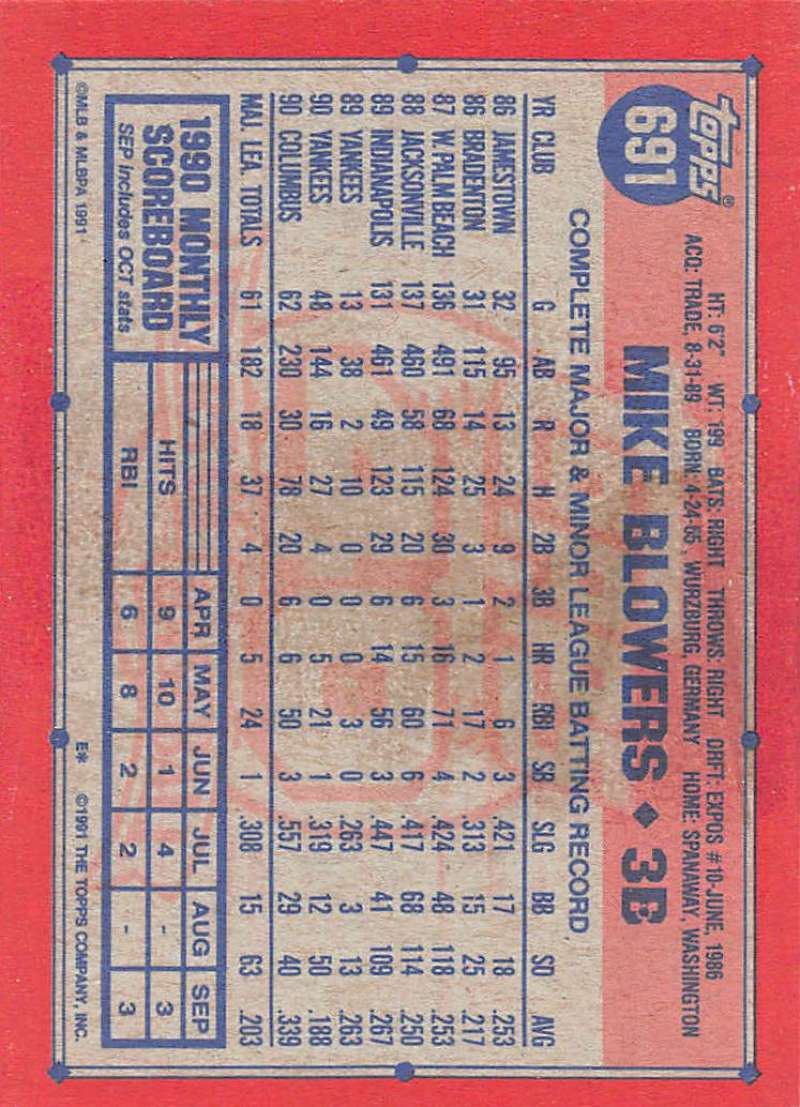 topps®
691
HT: 6'2" WT: 199 BATS: RIGHT THROWS: RIGHT DRFT: EXPOS #10-JUNE, 1986
ACQ: TRADE, 8-31-89 BORN: 4-24-65, WURZBURG, GERMANY HOME: SPANAWAY, WASHINGTON
MIKE BLOWERS ◆ 3B
COMPLETE MAJOR & MINOR LEAGUE BATTING RECORD
YR CLUB G AB R H 2B 3B HR RBI SB SLG BB SO AVG
86 JAMESTOWN 32 95 13 24 9 2 1 6 3 .421 17 18 .253
86 BRADENTON 31 115 14 25 3 1 2 17 2 .313 15 25 .217
87 W. PALM BEACH 136 491 68 124 30 3 16 71 4 .424 48 118 .253
88 JACKSONVILLE 137 460 58 115 20 6 15 60 6 .417 68 114 .250
89 INDIANAPOLIS 131 461 49 123 29 6 14 56 3 .447 41 109 .267
89 YANKEES 13 38 2 10 0 0 0 3 0 .263 3 13 .263
90 YANKEES 48 144 16 27 4 0 5 21 1 .319 12 50 .188
90 COLUMBUS 62 230 30 78 20 6 6 50 3 .557 29 40 .339
MAJ. LEA. TOTALS 61 182 18 37 4 0 5 24 1 .308 15 63 .203
1990 MONTHLY
SCOREBOARD
SEP includes OCT stats
APR MAY JUN JUL AUG SEP
HITS 9 10 1 4 - 3
RBI 6 8 2 2 - 3
©MLB & MLBPA 1991 E* ©1991 THE TOPPS COMPANY, INC.